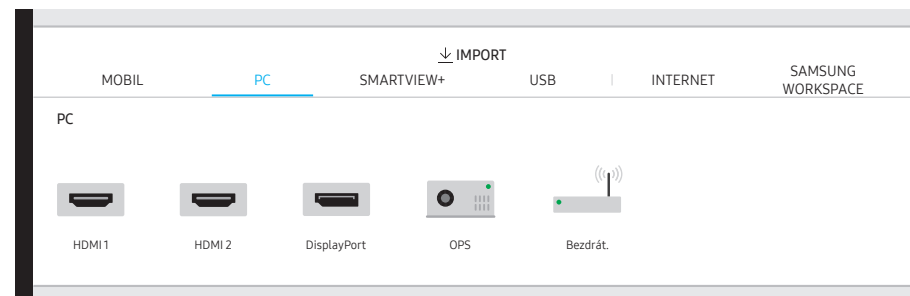 IMPORT
MOBIL
PC
SMARTVIEW+
USB
INTERNET
SAMSUNG
WORKSPACE
PC
HDMI 1
HDMI 2
DisplayPort
OPS
Bezdrát.